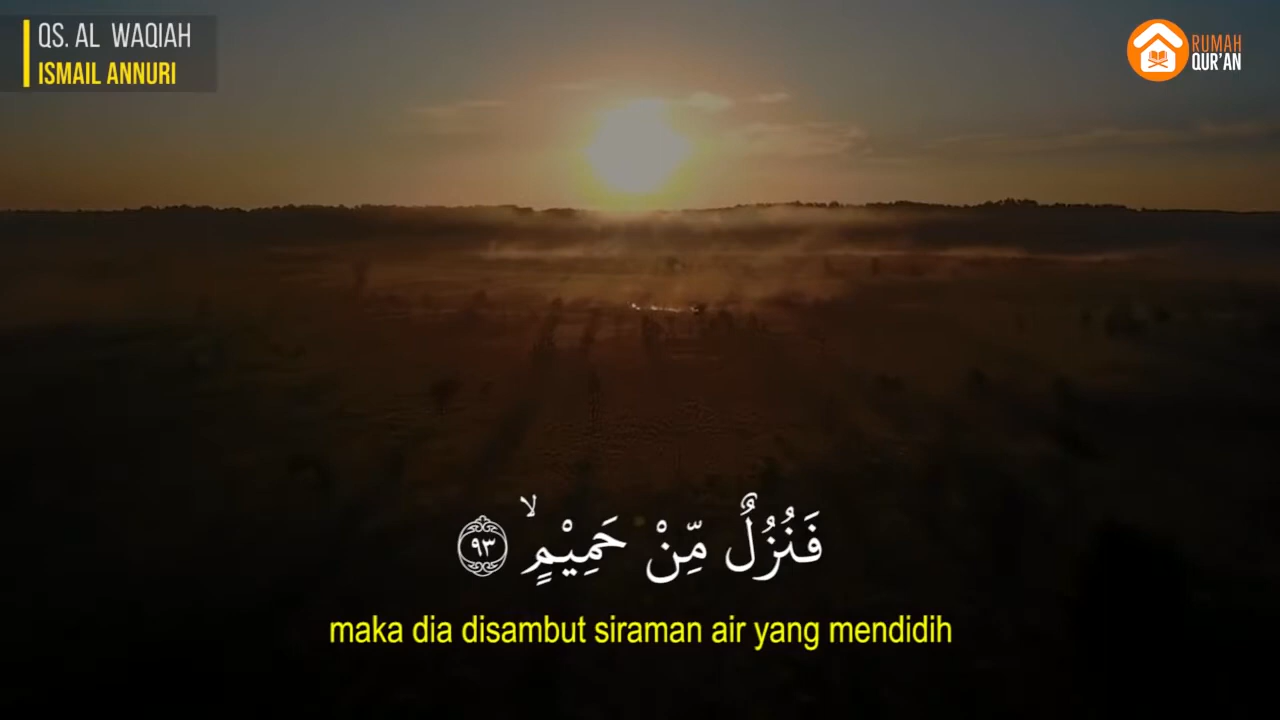 QS. AL WAQIAH
ISMAIL ANNURI
RUMAH
QUR'AN
فَنُزُلٌ مِّنْ حَمِيْمٍۙ ٩٣
maka dia disambut siraman air yang mendidih